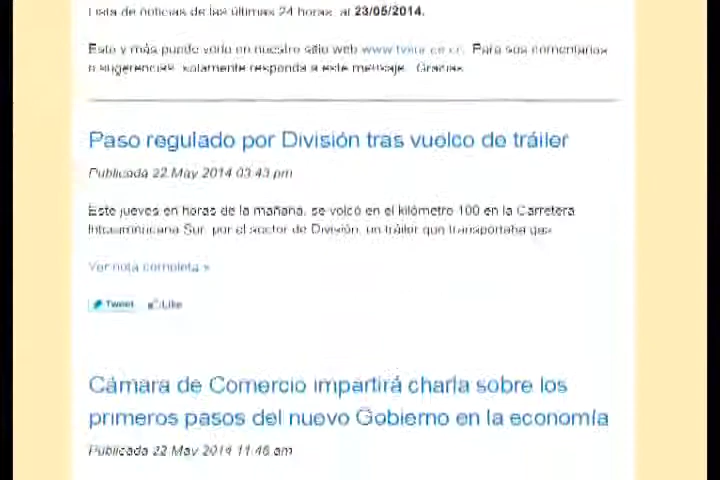 Lista de noticias de las últimas 24 horas, al 23/05/2014.
Esto y más puede verlo en nuestro sitio web www.tvsur.co.cr. Para sus comentarios
o sugerencias, solamente responda a este mensaje. Gracias.
Paso regulado por División tras vuelco de tráiler
Publicada 22 May 2014 03:43 pm
Este jueves en horas de la mañana, se volcó en el kilómetro 100 en la Carretera
Interamericana Sur, por el sector de División, un tráiler que transportaba gas
Ver nota completa »
Tweet Like
Cámara de Comercio impartirá charla sobre los
primeros pasos del nuevo Gobierno en la economía
Publicada 22 May 2014 11:46 am